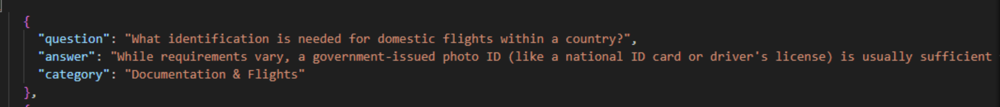 {
"question": "What identification is needed for domestic flights within a country?",
"answer": "While requirements vary, a government-issued photo ID (like a national ID card or driver's license) is usually sufficient
"category": "Documentation & Flights"
},
{